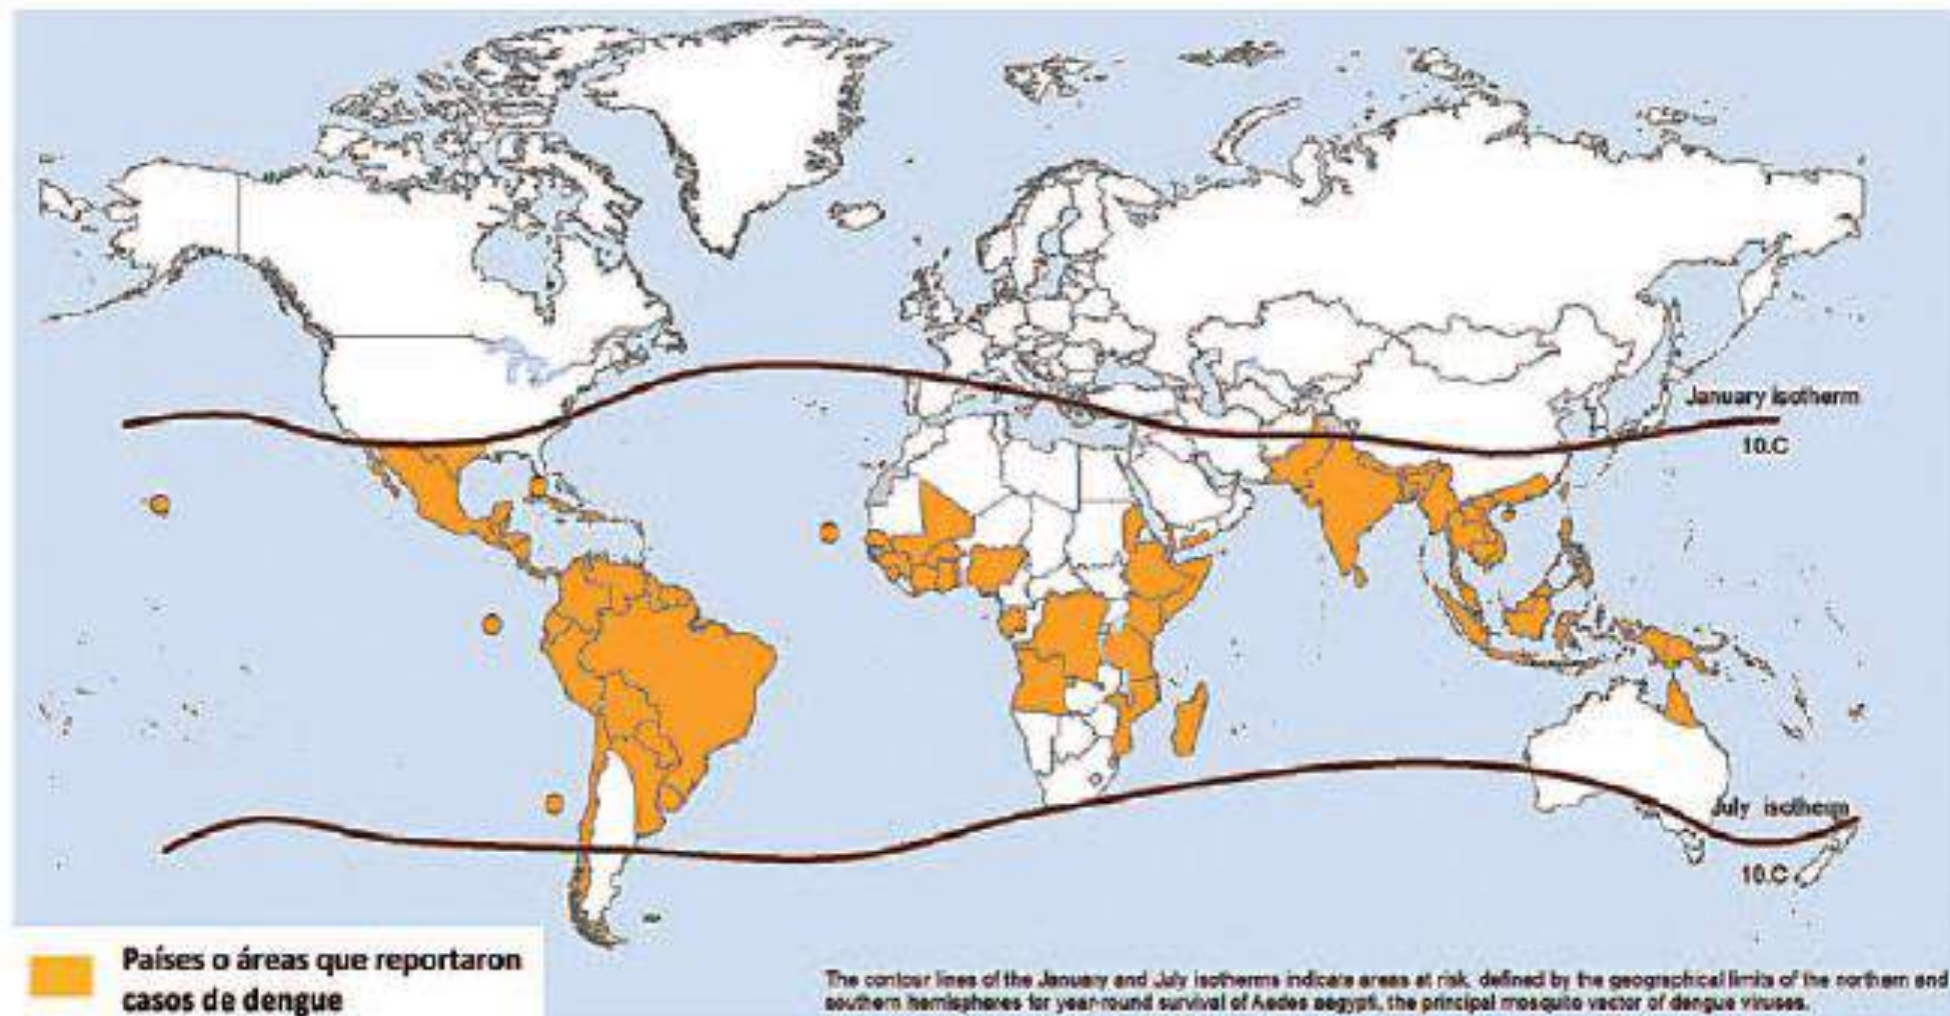 January isotherm
10.C
July isotherm
10.C
Países o áreas que reportaron
casos de dengue
The contour lines of the January and July isotherms indicate areas at risk, defined by the geographical limits of the northern and
southern hemispheres for year-round survival of Aedes aegypti, the principal mosquito vector of dengue viruses.